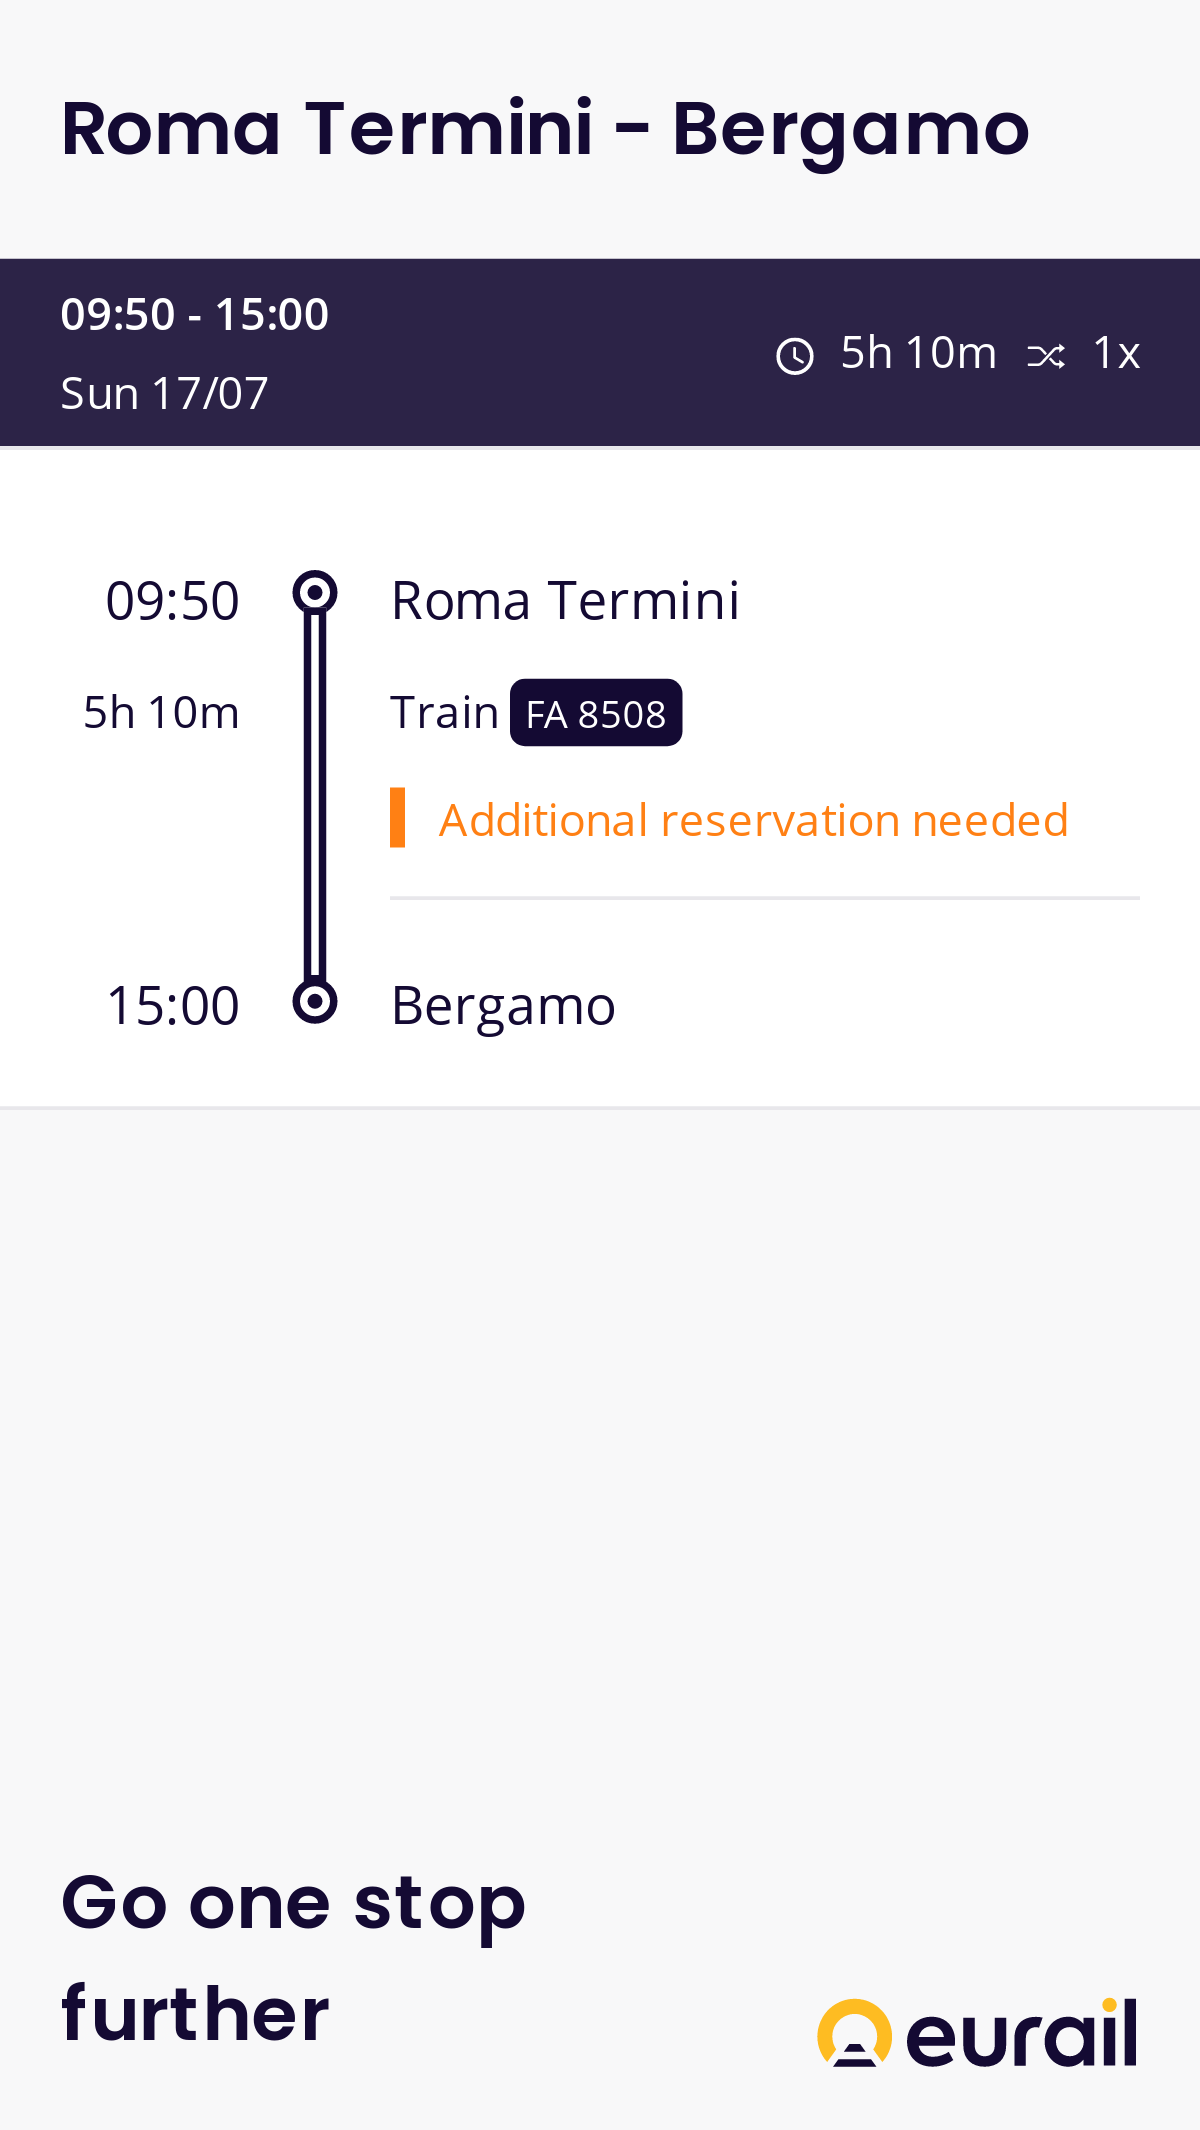 Roma Termini - Bergamo
09:50 - 15:00
Sun 17/07
5h 10m 1x
09:50 Roma Termini
5h 10m Train FA 8508
Additional reservation needed
15:00 Bergamo
Go one stop
further
eurail